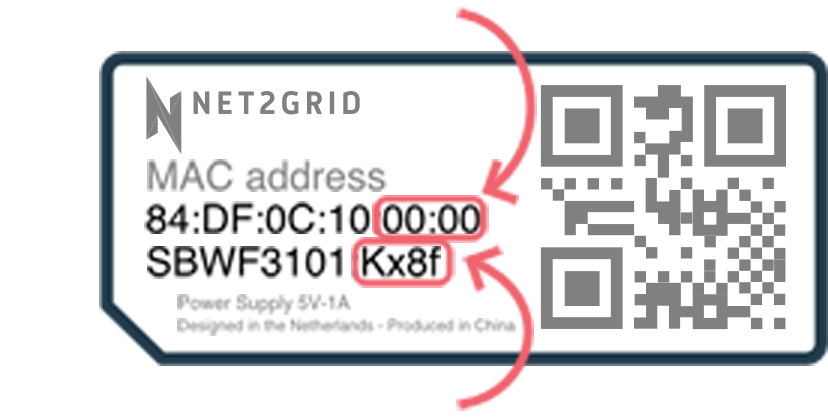 NET2GRID
MAC address
84:DF:0C:10:00:00
SBWF3101 Kx8f
Power Supply 5V-1A
Designed in the Netherlands - Produced in China